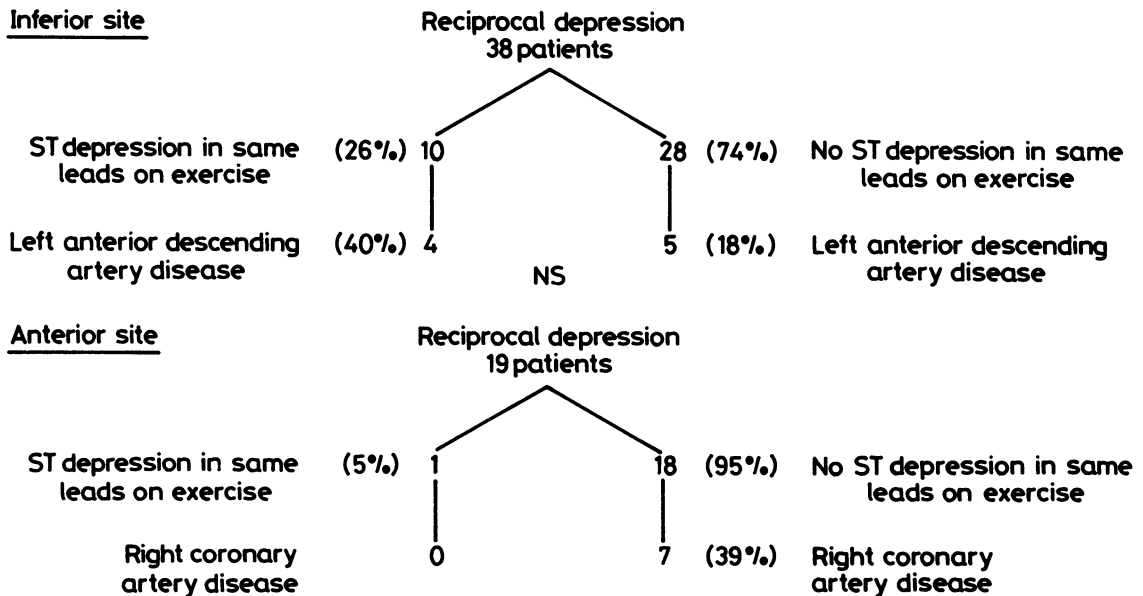 Inferior site
Reciprocal depression
38 patients
ST depression in same
leads on exercise
(26%) 10
28 (74%)
No ST depression in same
leads on exercise
Left anterior descending
artery disease
(40%) 4
5 (18%)
Left anterior descending
artery disease
NS
Anterior site
Reciprocal depression
19 patients
ST depression in same
leads on exercise
(5%) 1
18 (95%)
No ST depression in same
leads on exercise
Right coronary
artery disease
0
7 (39%)
Right coronary
artery disease